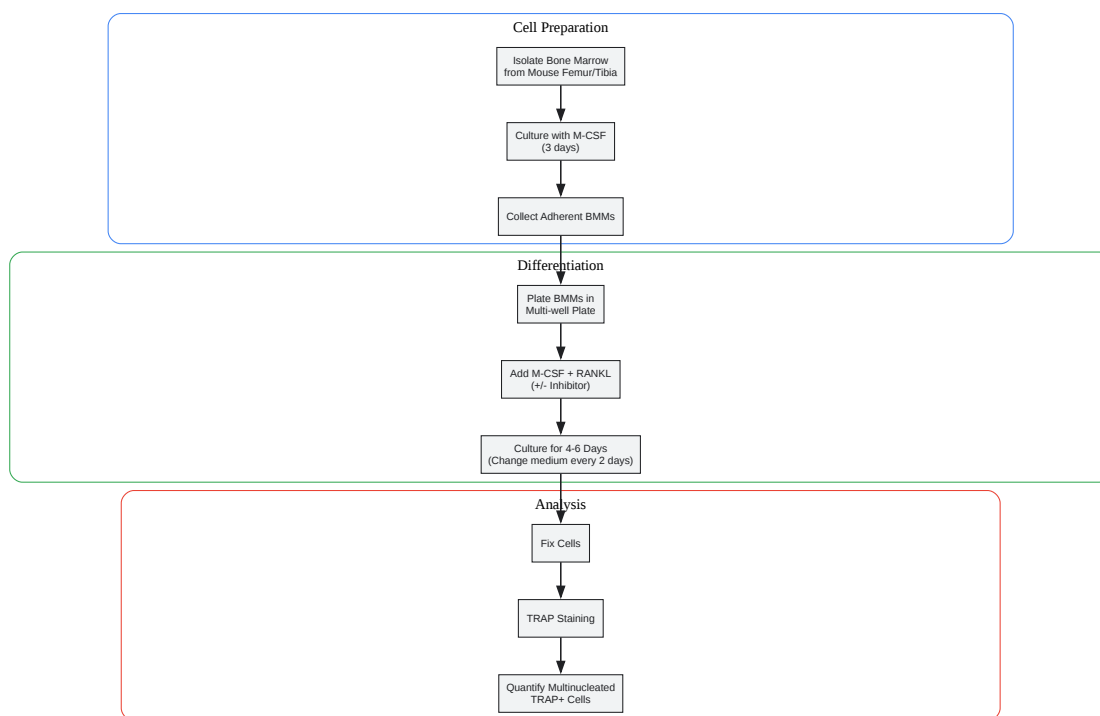 Cell Preparation
Isolate Bone Marrow
from Mouse Femur/Tibia
Culture with M-CSF
(3 days)
Collect Adherent BMMs
Differentiation
Plate BMMs in
Multi-well Plate
Add M-CSF + RANKL
(+/- Inhibitor)
Culture for 4-6 Days
(Change medium every 2 days)
Analysis
Fix Cells
TRAP Staining
Quantify Multinucleated
TRAP+ Cells